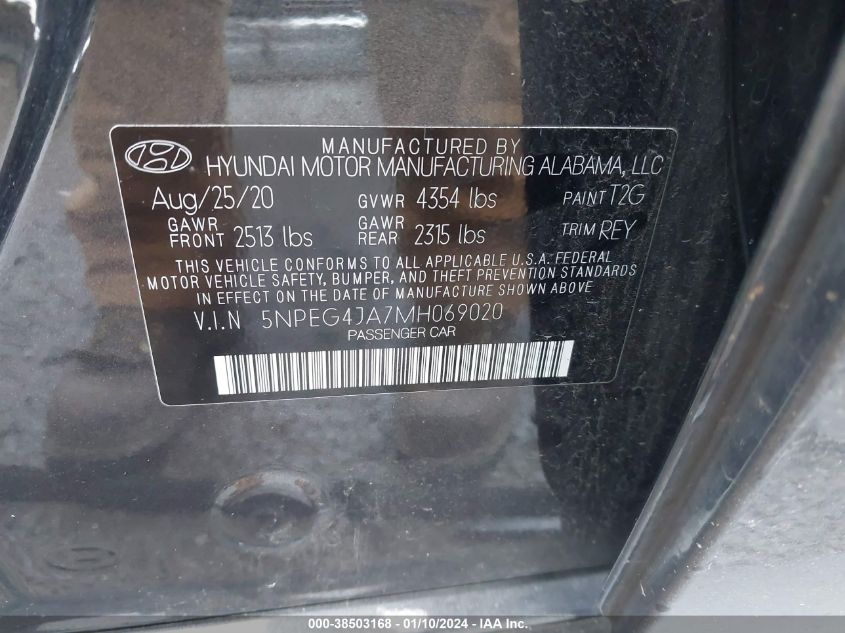 MANUFACTURED BY
HYUNDAI MOTOR MANUFACTURING ALABAMA, LLC
Aug/25/20 GVWR 4354 lbs PAINT T2G
GAWR FRONT 2513 lbs GAWR REAR 2315 lbs TRIM REY
THIS VEHICLE CONFORMS TO ALL APPLICABLE U.S.A. FEDERAL
MOTOR VEHICLE SAFETY, BUMPER, AND THEFT PREVENTION STANDARDS
IN EFFECT ON THE DATE OF MANUFACTURE SHOWN ABOVE
V.I.N 5NPEG4JA7MH069020
PASSENGER CAR
000-38503168 - 01/10/2024 - IAA Inc.